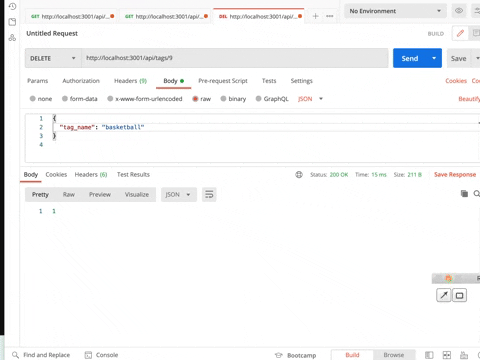 GET http://localhost:3001/api/...
GET http://localhost:3001/api/...
DEL http://localhost:3001/api/...
+
...
No Environment
Untitled Request
BUILD
DELETE
http://localhost:3001/api/tags/9
Send
Save
Params
Authorization
Headers (9)
Body
Pre-request Script
Tests
Settings
Cookies
none
form-data
x-www-form-urlencoded
raw
binary
GraphQL
JSON
Beautify
1 {
2 "tag_name": "basketball"
3 }
4
Body
Cookies
Headers (6)
Test Results
Status: 200 OK
Time: 15 ms
Size: 211 B
Save Response
Pretty
Raw
Preview
Visualize
JSON
1 1
Find and Replace
Console
Bootcamp
Build
Browse